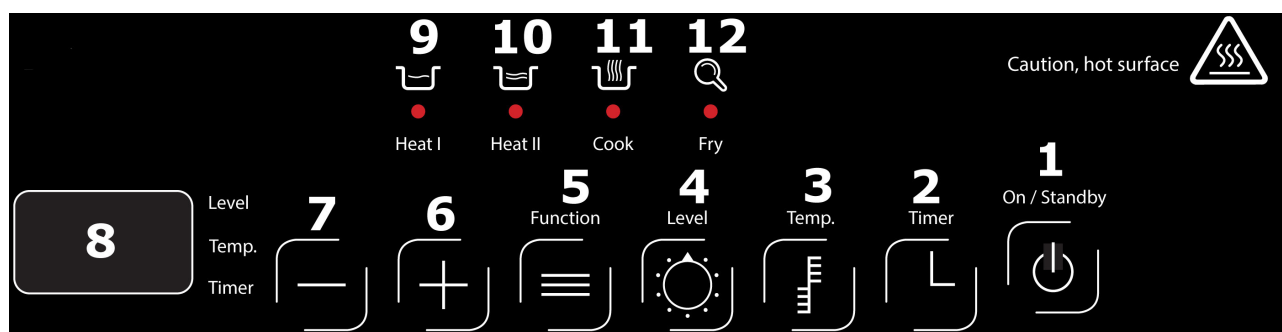 9 10 11 12
Caution, hot surface
Heat I Heat II Cook Fry
1
On / Standby
7 6 5 4 3 2
Function Level Temp. Timer
8
Level
Temp.
Timer